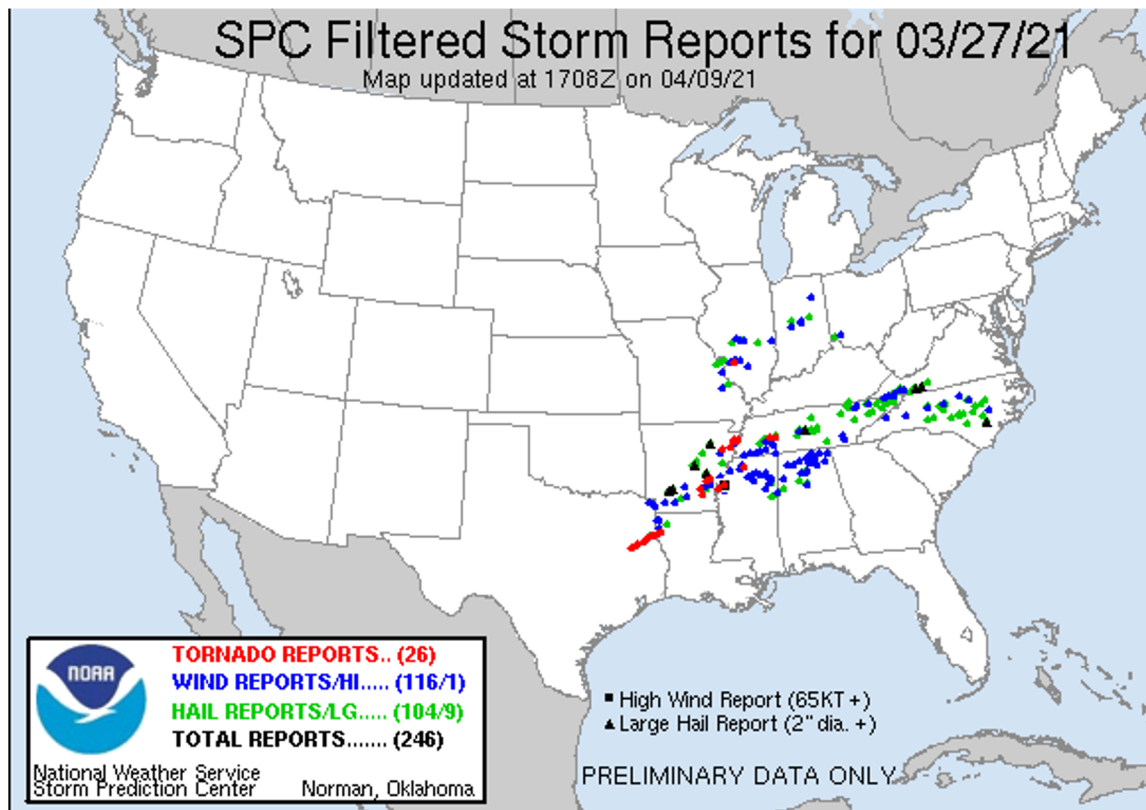 SPC Filtered Storm Reports for 03/27/21
Map updated at 1708Z on 04/09/21
NOAA
TORNADO REPORTS.. (26)
WIND REPORTS/HI..... (116/1)
HAIL REPORTS/LG..... (104/9)
TOTAL REPORTS....... (246)
National Weather Service
Storm Prediction Center Norman, Oklahoma
High Wind Report (65KT +)
Large Hail Report (2" dia. +)
PRELIMINARY DATA ONLY